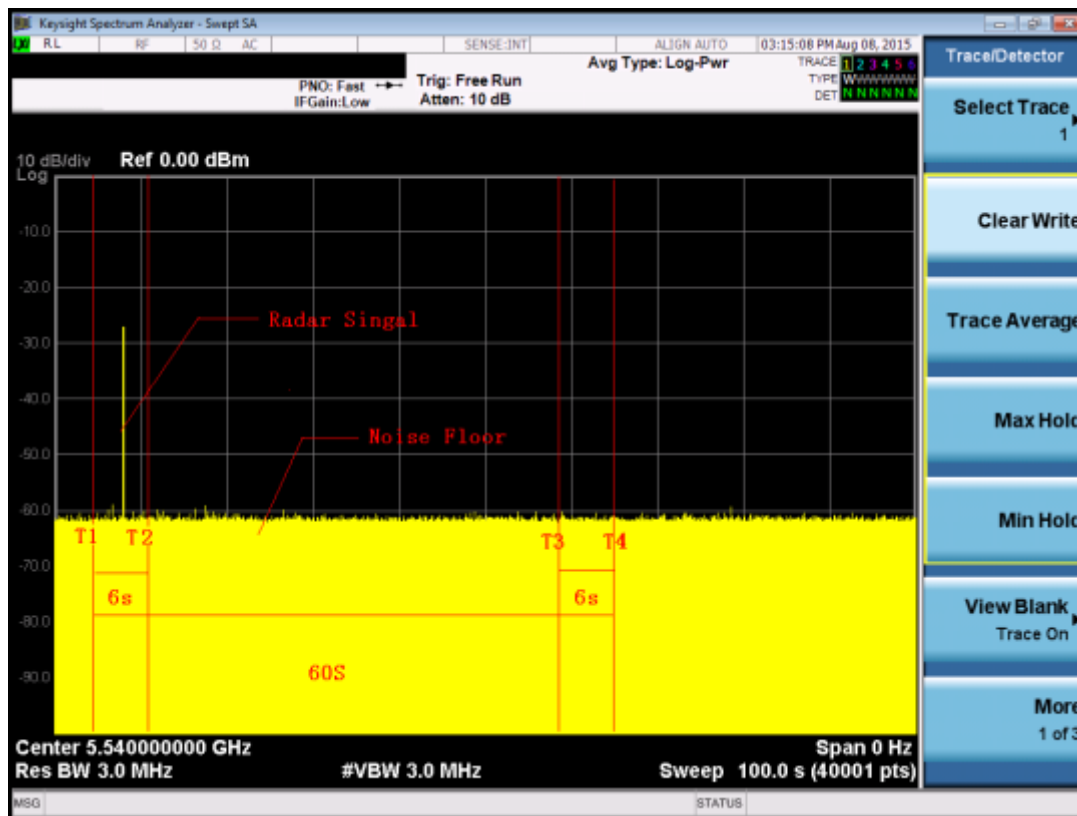 Keysight Spectrum Analyzer - Swept SA
RL RF 50 Ω AC SENSE:INT ALIGN AUTO 03:15:08 PM Aug 08, 2015
Avg Type: Log-Pwr TRACE 1 2 3 4 5 6
PNO: Fast Trig: Free Run TYPE WWWWWW
IFGain:Low Atten: 10 dB DET N N N N N N
10 dB/div Ref 0.00 dBm
Log
-10.0
-20.0
Radar Singal
-30.0
-40.0
Noise Floor
-50.0
-60.0
T1 T2 T3 T4
-70.0
6s 6s
-80.0
60S
-90.0
Center 5.540000000 GHz Span 0 Hz
Res BW 3.0 MHz #VBW 3.0 MHz Sweep 100.0 s (40001 pts)
MSG STATUS
Trace/Detector
Select Trace
1
Clear Write
Trace Average
Max Hold
Min Hold
View Blank
Trace On
More
1 of 3